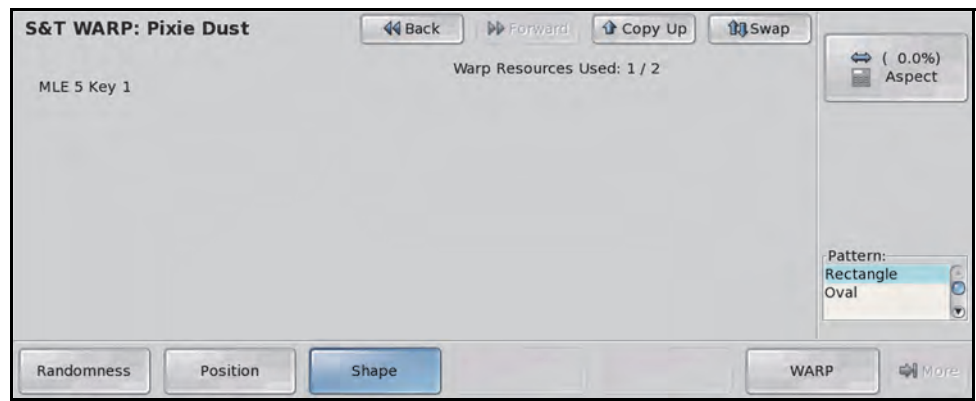 S&T WARP: Pixie Dust
Back
Forward
Copy Up
Swap
Warp Resources Used: 1 / 2
MLE 5 Key 1
( 0.0%)
Aspect
Pattern:
Rectangle
Oval
Randomness
Position
Shape
WARP
More